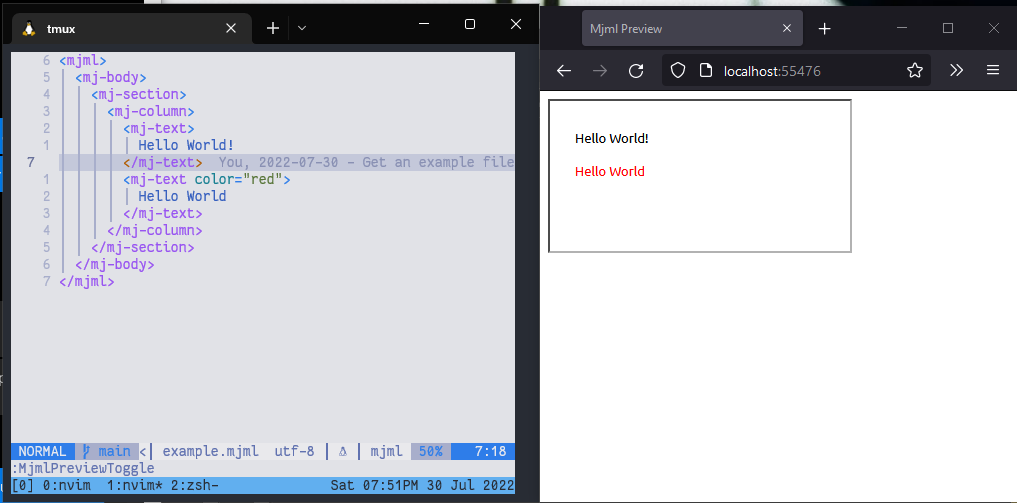 tmux
6 <mjml>
5 <mj-body>
4 <mj-section>
3 <mj-column>
2 <mj-text>
1 Hello World!
7 </mj-text> You, 2022-07-30 - Get an example file
1 <mj-text color="red">
2 Hello World
3 </mj-text>
4 </mj-column>
5 </mj-section>
6 </mj-body>
7 </mjml>
NORMAL main < example.mjml utf-8 mjml 50% 7:18
:MjmlPreviewToggle
[0] 0:nvim 1:nvim* 2:zsh- Sat 07:51PM 30 Jul 2022
Mjml Preview
localhost:55476
Hello World!
Hello World